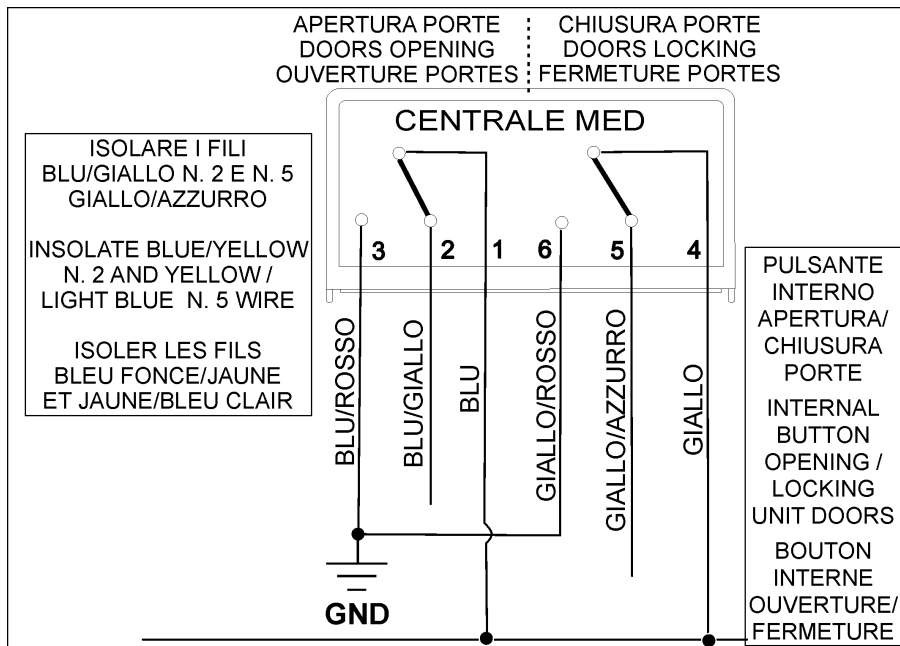 APERTURA PORTE
DOORS OPENING
OUVERTURE PORTES
CHIUSURA PORTE
DOORS LOCKING
FERMETURE PORTES
CENTRALE MED
ISOLARE I FILI
BLU/GIALLO N. 2 E N. 5
GIALLO/AZZURRO
INSOLATE BLUE/YELLOW
N. 2 AND YELLOW /
LIGHT BLUE N. 5 WIRE
ISOLER LES FILS
BLEU FONCE/JAUNE
ET JAUNE/BLEU CLAIR
3 2 1 6 5 4
BLU/ROSSO
BLU/GIALLO
BLU
GIALLO/ROSSO
GIALLO/AZZURRO
GIALLO
GND
PULSANTE
INTERNO
APERTURA/
CHIUSURA
PORTE
INTERNAL
BUTTON
OPENING /
LOCKING
UNIT DOORS
BOUTON
INTERNE
OUVERTURE/
FERMETURE